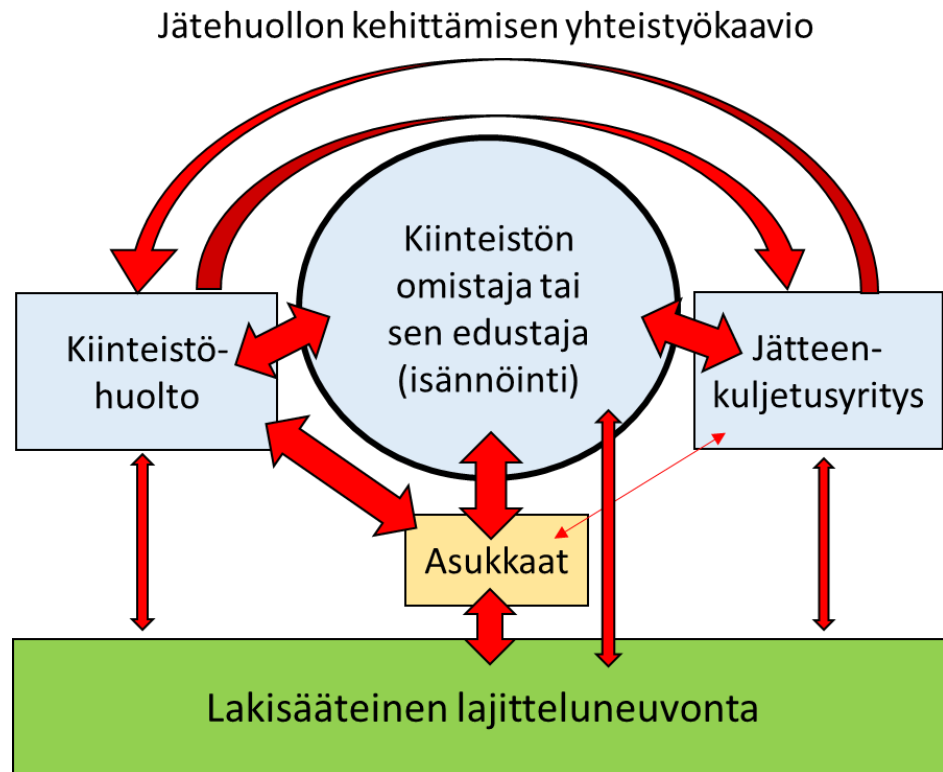 Jätehuollon kehittämisen yhteistyökaavio
Kiinteistön
omistaja tai
sen edustaja
(isännöinti)
Kiinteistö-
huolto
Jätteen-
kuljetusyritys
Asukkaat
Lakisääteinen lajitteluneuvonta